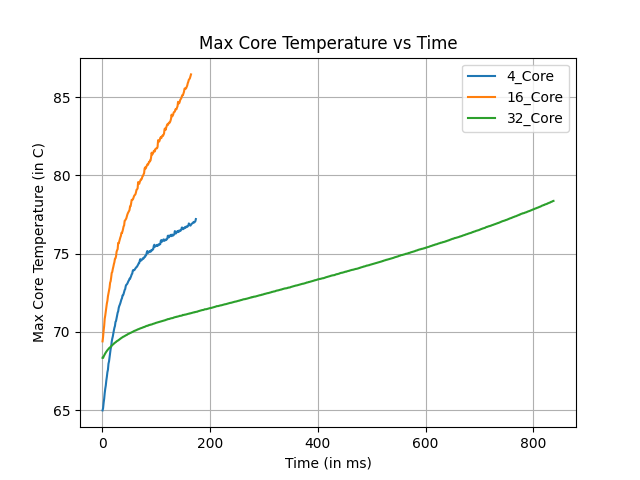 Max Core Temperature vs Time
4_Core
16_Core
32_Core
Max Core Temperature (in C)
85
80
75
70
65
0 200 400 600 800
Time (in ms)